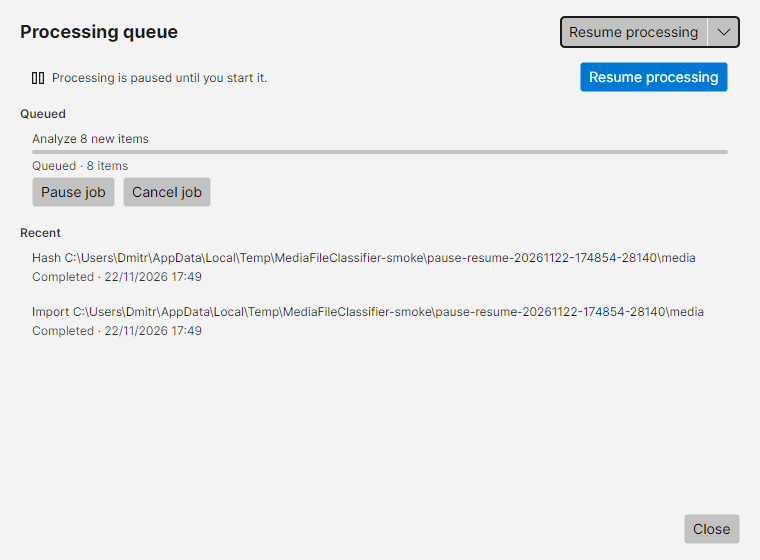 Processing queue
Resume processing
Processing is paused until you start it.
Resume processing
Queued
Analyze 8 new items
Queued · 8 items
Pause job
Cancel job
Recent
Hash C:\Users\Dmitr\AppData\Local\Temp\MediaFileClassifier-smoke\pause-resume-20261122-174854-28140\media
Completed · 22/11/2026 17:49
Import C:\Users\Dmitr\AppData\Local\Temp\MediaFileClassifier-smoke\pause-resume-20261122-174854-28140\media
Completed · 22/11/2026 17:49
Close